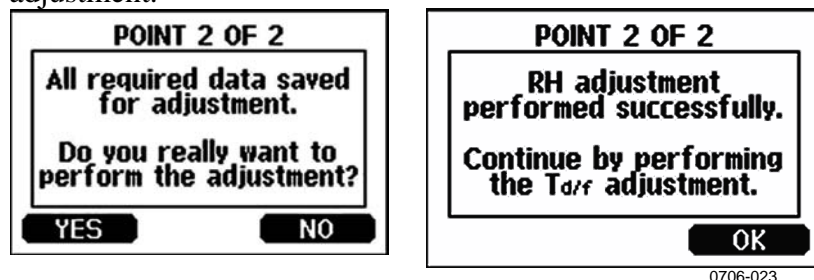 adjustment.
POINT 2 OF 2
All required data saved
for adjustment.
Do you really want to
perform the adjustment?
YES NO
POINT 2 OF 2
RH adjustment
performed successfully.
Continue by performing
the Td/f adjustment.
OK
0706-023